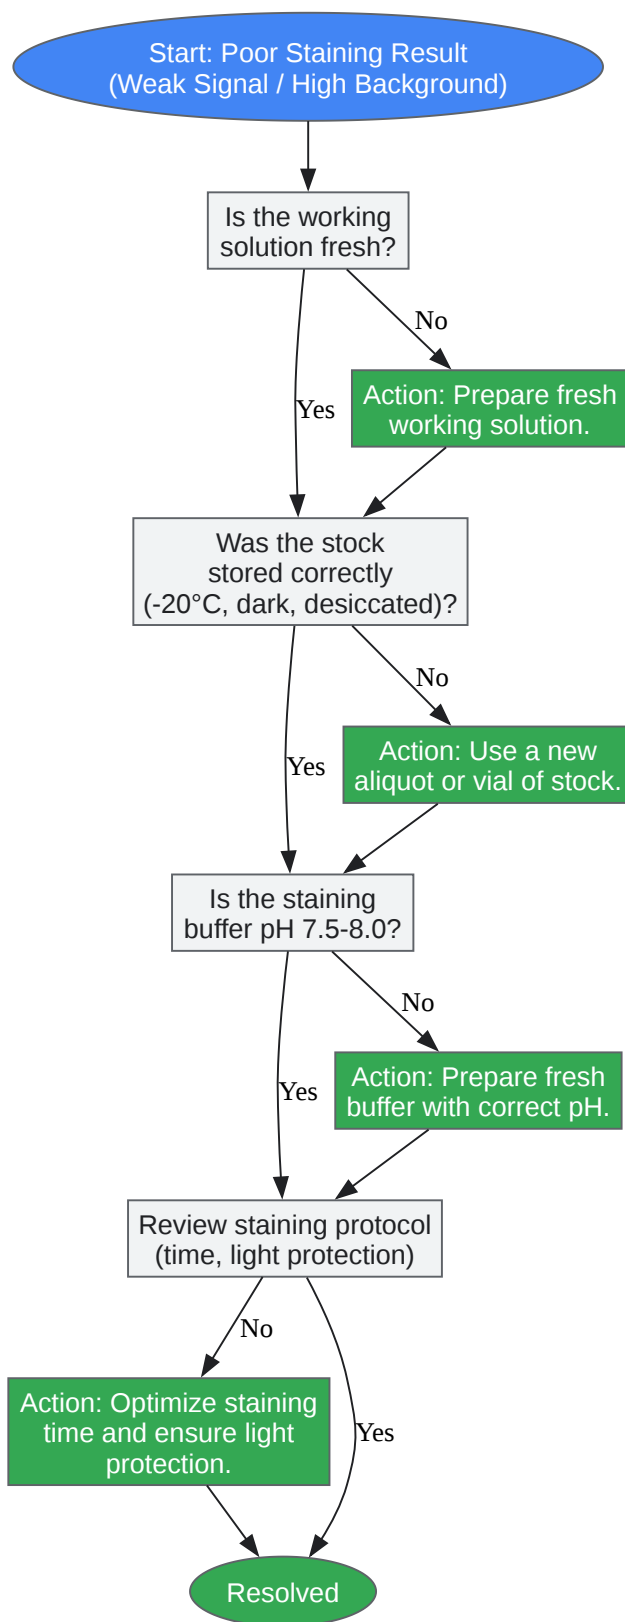 Start: Poor Staining Result
(Weak Signal / High Background)
Is the working
solution fresh?
No
Yes
Action: Prepare fresh
working solution.
Was the stock
stored correctly
(-20°C, dark, desiccated)?
No
Yes
Action: Use a new
aliquot or vial of stock.
Is the staining
buffer pH 7.5-8.0?
No
Yes
Action: Prepare fresh
buffer with correct pH.
Review staining protocol
(time, light protection)
No
Action: Optimize staining
time and ensure light
protection.
Yes
Resolved